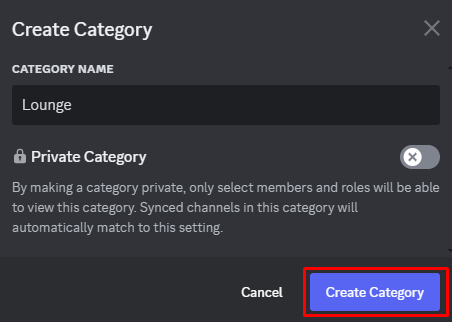 Create Category
CATEGORY NAME
Lounge
Private Category
By making a category private, only select members and roles will be able
to view this category. Synced channels in this category will
automatically match to this setting.
Cancel
Create Category